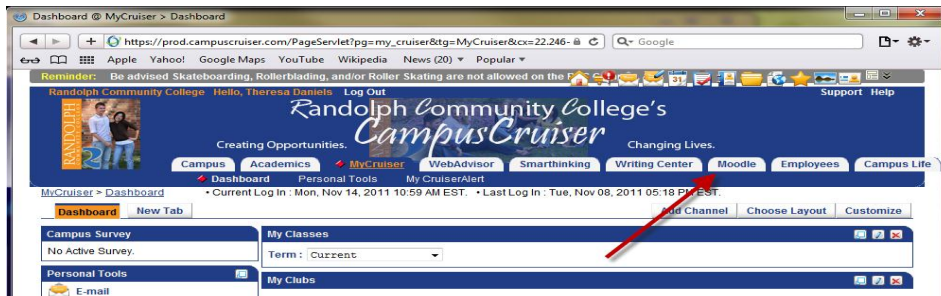 Dashboard @ MyCruiser > Dashboard
https://prod.campuscruiser.com/PageServlet?pg=my_cruiser&tg=MyCruiser&cx=22.246- Google
Apple Yahoo! Google Maps YouTube Wikipedia News (20) Popular
Reminder: Be advised Skateboarding, Rollerblading, and/or Roller Skating are not allowed on the
Randolph Community College Hello, Theresa Daniels Log Out Support Help
RANDOLPH
Randolph Community College's
CampusCruiser
Creating Opportunities. Changing Lives.
Campus Academics MyCruiser WebAdvisor Smarthinking Writing Center Moodle Employees Campus Life
Dashboard Personal Tools My CruiserAlert
MyCruiser > Dashboard • Current Log In : Mon, Nov 14, 2011 10:59 AM EST. • Last Log In : Tue, Nov 08, 2011 05:18 PM EST.
Dashboard New Tab Add Channel Choose Layout Customize
Campus Survey My Classes
No Active Survey. Term : Current
Personal Tools My Clubs
E-mail